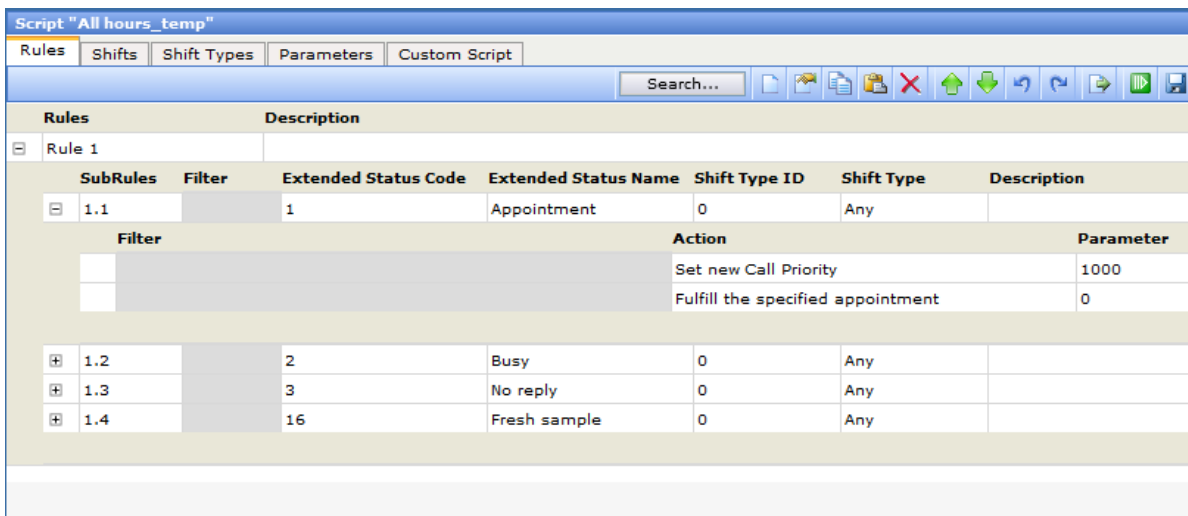 Script "All hours_temp"
Rules Shifts Shift Types Parameters Custom Script
Search...
Rules Description
Rule 1
SubRules Filter Extended Status Code Extended Status Name Shift Type ID Shift Type Description
1.1 1 Appointment 0 Any
Filter Action Parameter
Set new Call Priority 1000
Fulfill the specified appointment 0
1.2 2 Busy 0 Any
1.3 3 No reply 0 Any
1.4 16 Fresh sample 0 Any